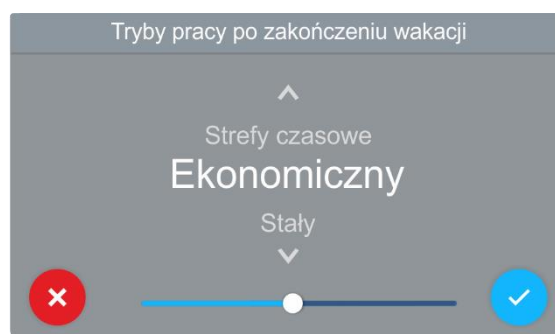 Tryby pracy po zakończeniu wakacji
Strefy czasowe
Ekonomiczny
Stały